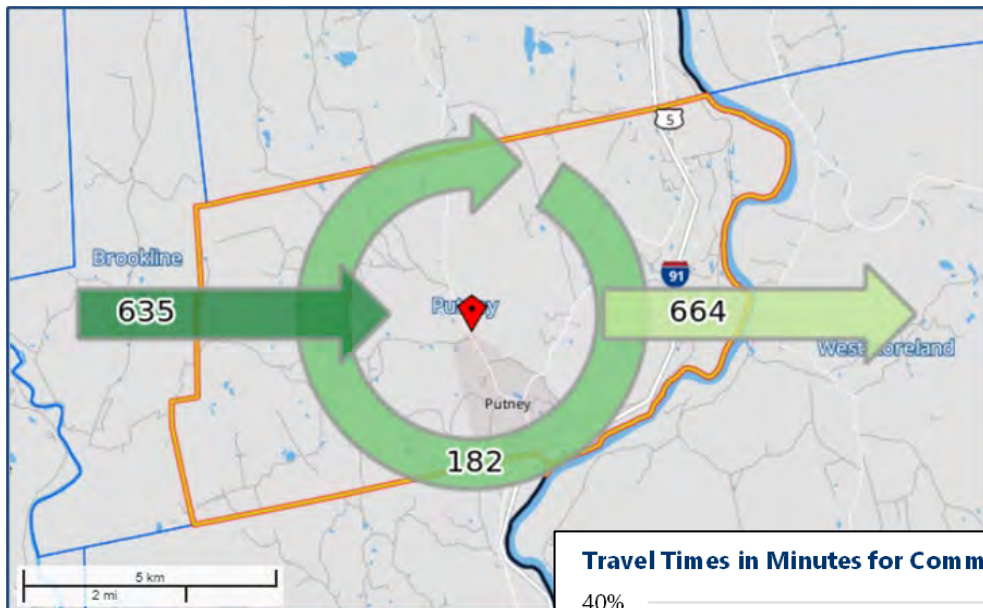 5
Brookline
91
635
Putney
664
Westmoreland
Putney
182
5 km
2 mi
Travel Times in Minutes for Comm
40%